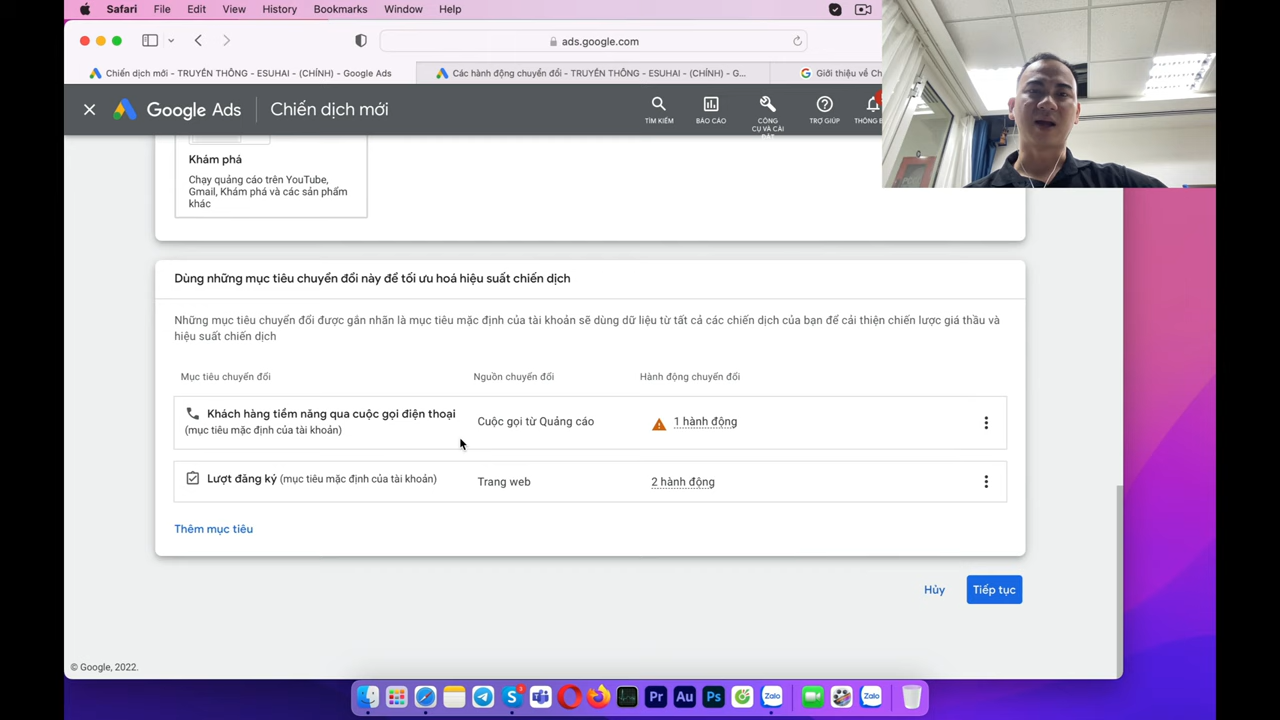 Safari File Edit View History Bookmarks Window Help
ads.google.com
Chiến dịch mới - TRUYỀN THÔNG - ESUHAI - (CHÍNH) - Google Ads
Các hành động chuyển đổi - TRUYỀN THÔNG - ESUHAI - (CHÍNH) - G...
Giới thiệu về Ch
Google Ads Chiến dịch mới
TÌM KIẾM
BÁO CÁO
CÔNG
CỤ VÀ CÀI
ĐẶT
TRỢ GIÚP
THÔNG B
Khám phá
Chạy quảng cáo trên YouTube,
Gmail, Khám phá và các sản phẩm
khác
Dùng những mục tiêu chuyển đổi này để tối ưu hoá hiệu suất chiến dịch
Những mục tiêu chuyển đổi được gắn nhãn là mục tiêu mặc định của tài khoản sẽ dùng dữ liệu từ tất cả các chiến dịch của bạn để cải thiện chiến lược giá thầu và
hiệu suất chiến dịch
Mục tiêu chuyển đổi Nguồn chuyển đổi Hành động chuyển đổi
Khách hàng tiềm năng qua cuộc gọi điện thoại
(mục tiêu mặc định của tài khoản)
Cuộc gọi từ Quảng cáo
1 hành động
Lượt đăng ký (mục tiêu mặc định của tài khoản)
Trang web
2 hành động
Thêm mục tiêu
Hủy
Tiếp tục
© Google, 2022.
Pr Au Ps Zalo Zalo